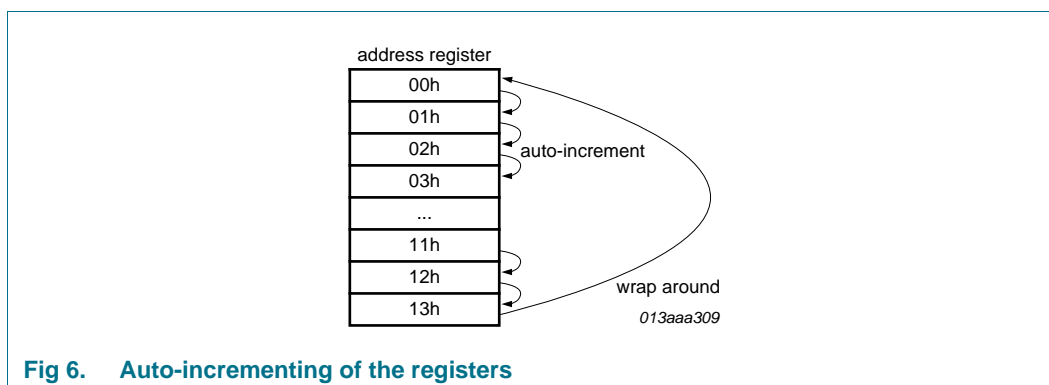 address register
00h
01h
02h
auto-increment
03h
...
11h
12h
wrap around
13h
013aaa309
Fig 6. Auto-incrementing of the registers